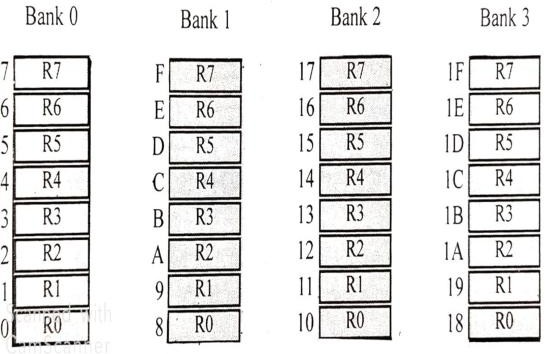 Bank 0 Bank 1 Bank 2 Bank 3
7 R7 F R7 17 R7 1F R7
6 R6 E R6 16 R6 1E R6
5 R5 D R5 15 R5 1D R5
4 R4 C R4 14 R4 1C R4
3 R3 B R3 13 R3 1B R3
2 R2 A R2 12 R2 1A R2
1 R1 9 R1 11 R1 19 R1
0 R0 8 R0 10 R0 18 R0
Scanned with
CamScanner